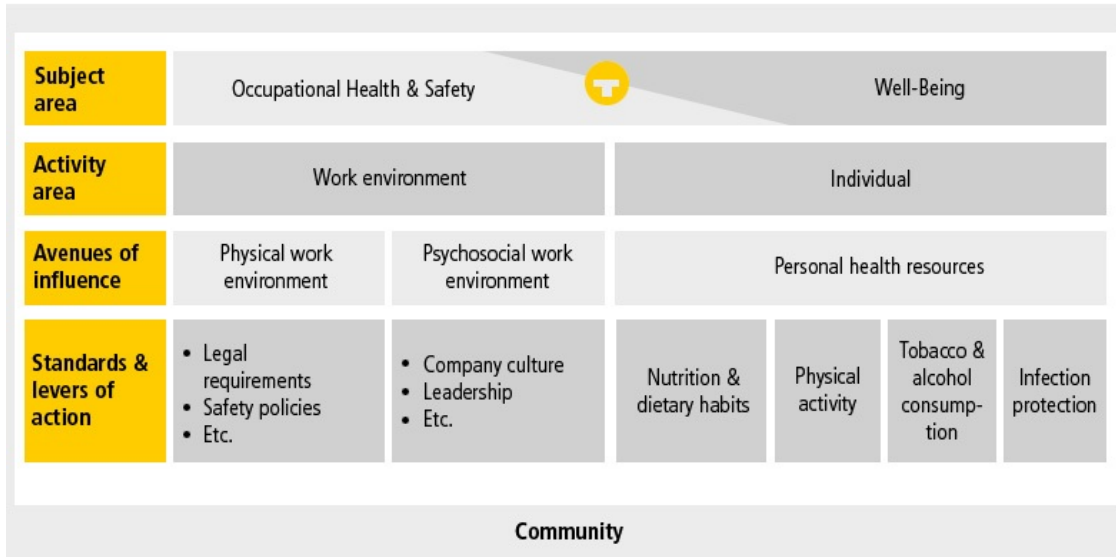 Subject
area
Occupational Health & Safety
Well-Being
Activity
area
Work environment
Individual
Avenues of
influence
Physical work
environment
Psychosocial work
environment
Personal health resources
Standards &
levers of
action
• Legal
requirements
• Safety policies
• Etc.
• Company culture
• Leadership
• Etc.
Nutrition &
dietary habits
Physical
activity
Tobacco &
alcohol
consump-
tion
Infection
protection
Community